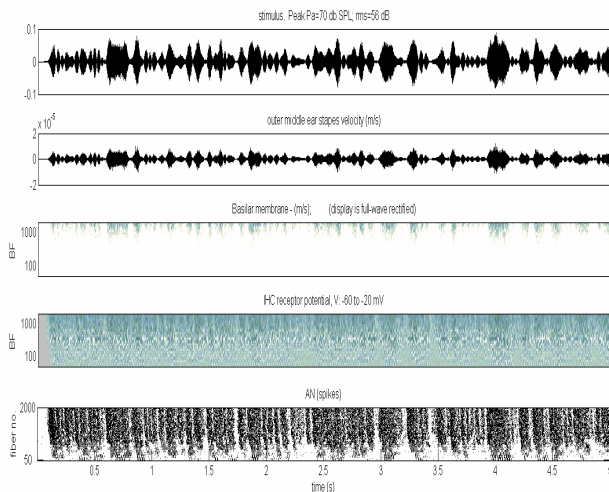 stimulus. Peak Pa=70 db SPL; rms=56 dB
0.1
0
-0.1
outer middle ear stapes velocity (m/s)
x 10^-5
2
0
-2
Basilar membrane - (m/s); (display is full-wave rectified)
BF
1000
100
IHC receptor potential, V: -60 to -20 mV
BF
1000
100
AN (spikes)
fiber no.
2000
50
0.5 1 1.5 2 2.5 3 3.5 4 4.5 5
time (s)